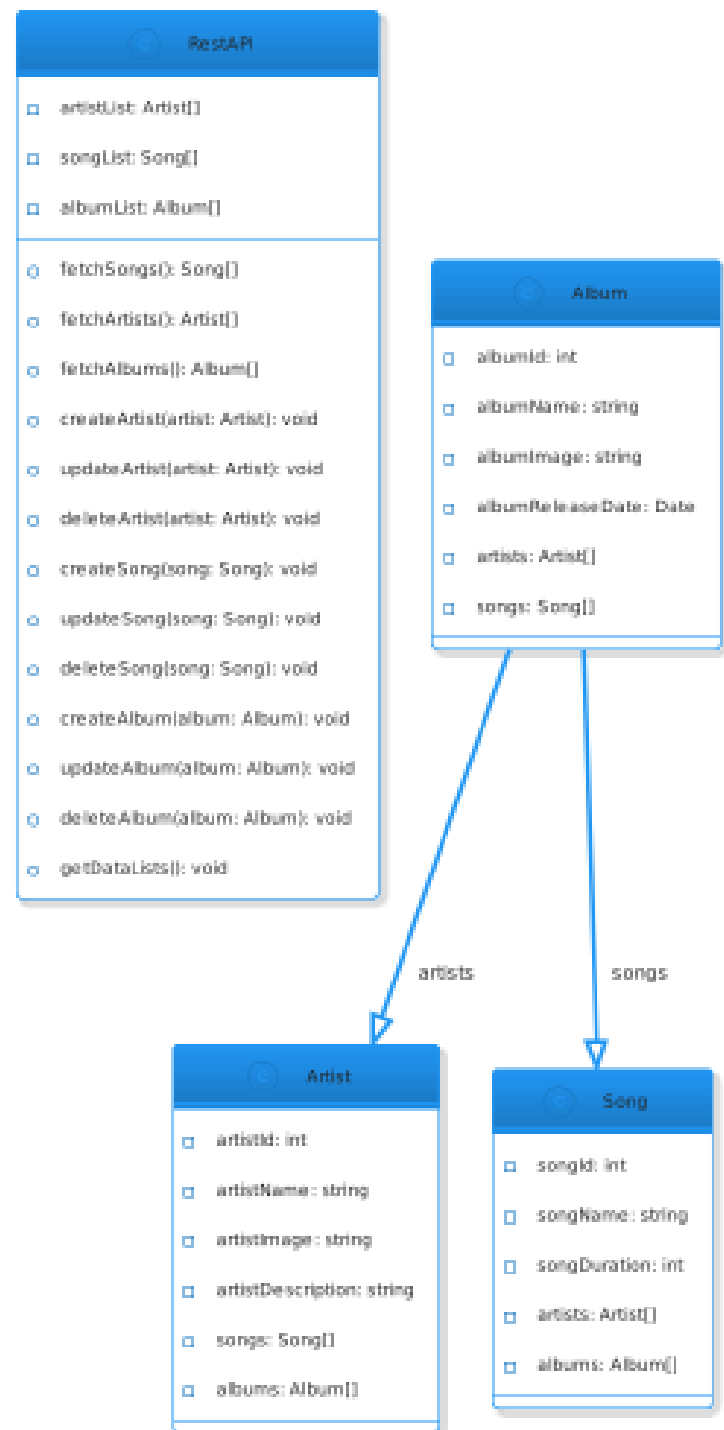 RestAPI
artistList: Artist[]
songList: Song[]
albumList: Album[]
fetchSongs(): Song[]
fetchArtists(): Artist[]
fetchAlbums(): Album[]
createArtist(artist: Artist): void
updateArtist(artist: Artist): void
deleteArtist(artist: Artist): void
createSong(song: Song): void
updateSong(song: Song): void
deleteSong(song: Song): void
createAlbum(album: Album): void
updateAlbum(album: Album): void
deleteAlbum(album: Album): void
getDataLists(): void
Album
albumId: int
albumName: string
albumImage: string
albumReleaseDate: Date
artists: Artist[]
songs: Song[]
artists
songs
Artist
artistId: int
artistName: string
artistImage: string
artistDescription: string
songs: Song[]
albums: Album[]
Song
songId: int
songName: string
songDuration: int
artists: Artist[]
albums: Album[]